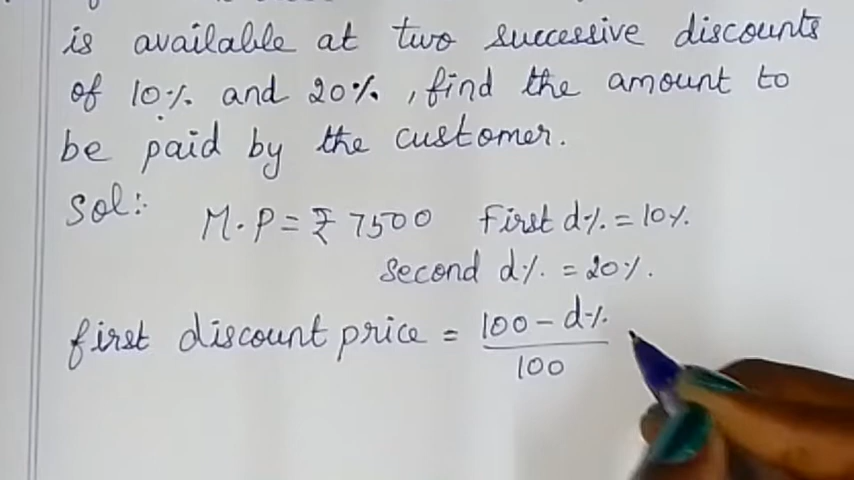 is available at two successive discounts
of 10% and 20%, find the amount to
be paid by the customer.
Sol:
M.P = ₹ 7500 First d% = 10%
Second d% = 20%.
first discount price = 100 - d%
100